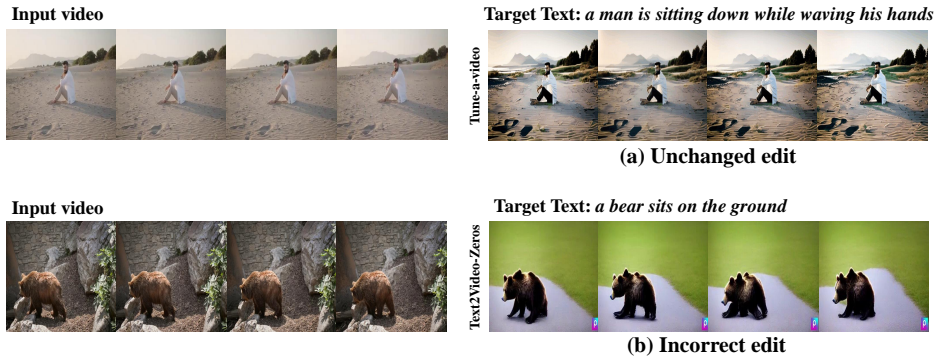 Input video
Target Text: a man is sitting down while waving his hands
Tune-a-video
(a) Unchanged edit
Input video
Target Text: a bear sits on the ground
Text2Video-Zeros
(b) Incorrect edit